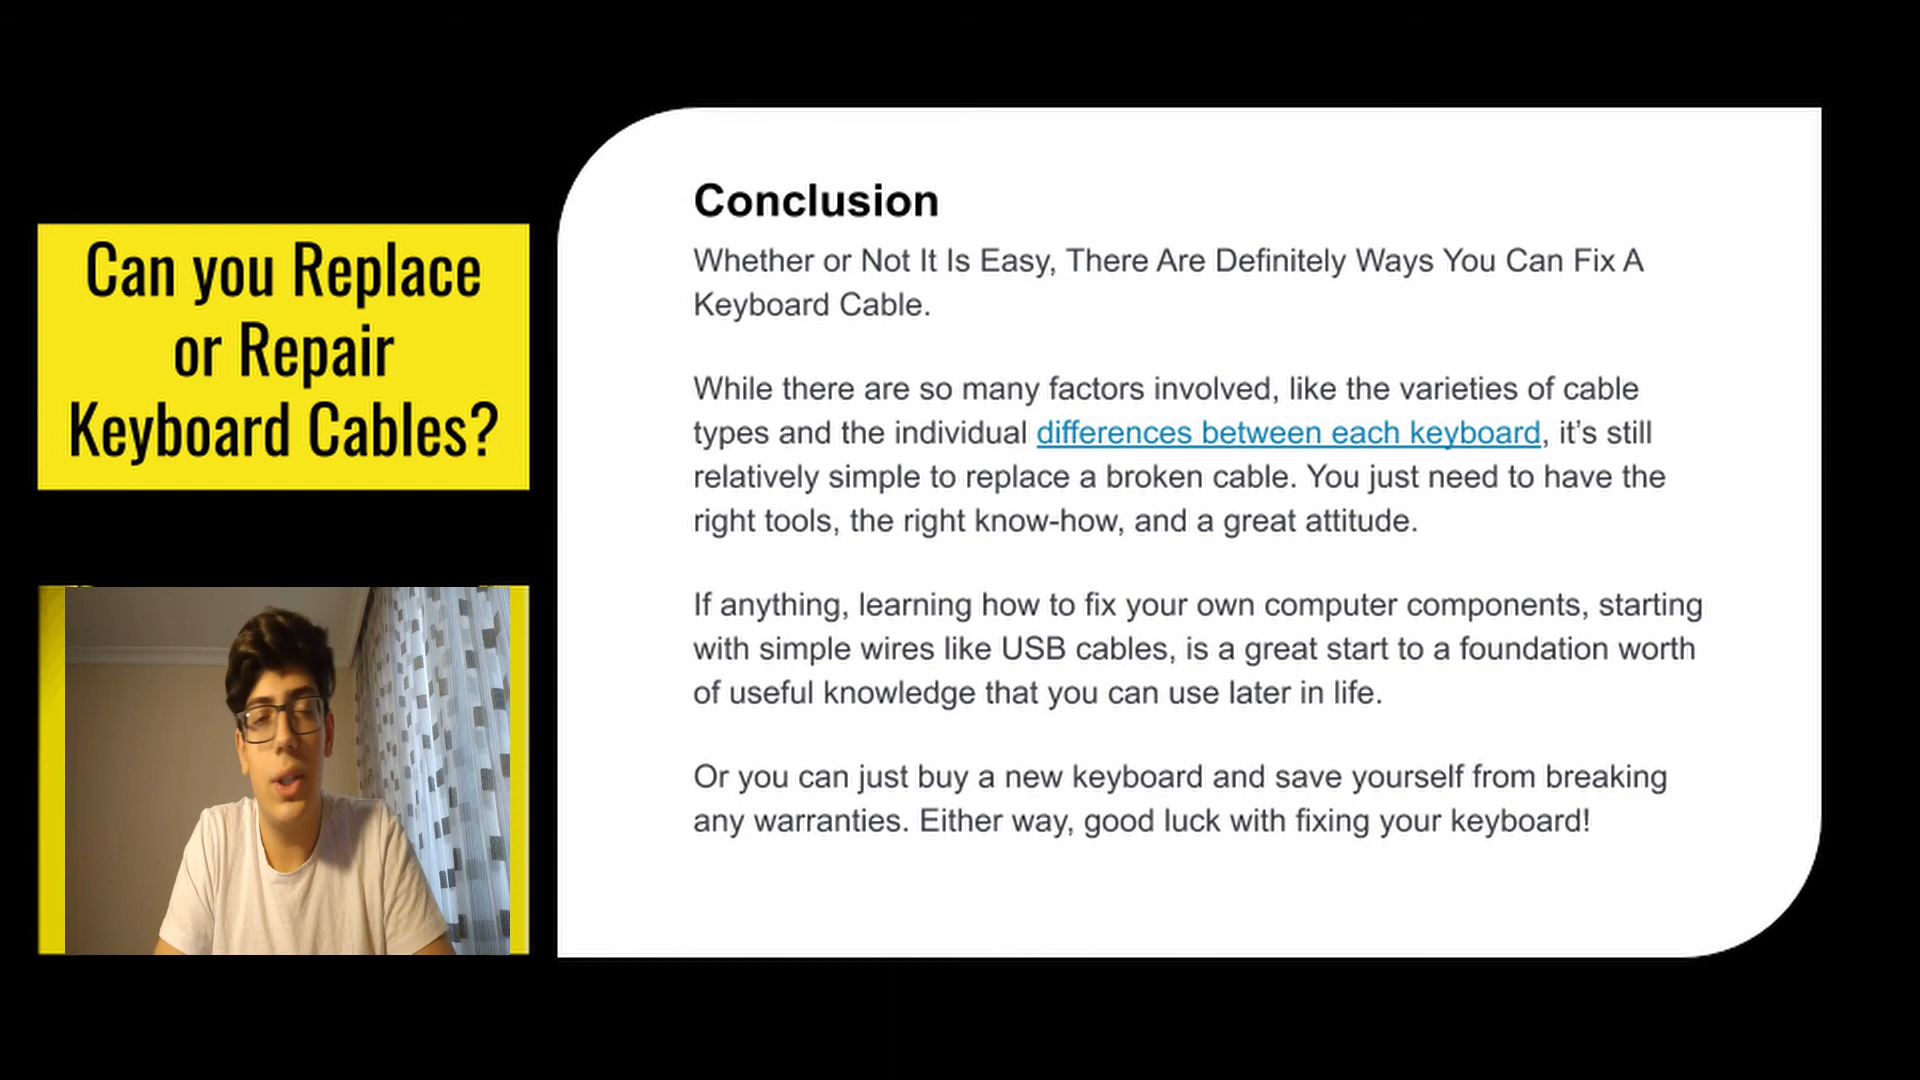 Can you Replace
or Repair
Keyboard Cables?
Conclusion
Whether or Not It Is Easy, There Are Definitely Ways You Can Fix A
Keyboard Cable.
While there are so many factors involved, like the varieties of cable
types and the individual differences between each keyboard, it’s still
relatively simple to replace a broken cable. You just need to have the
right tools, the right know-how, and a great attitude.
If anything, learning how to fix your own computer components, starting
with simple wires like USB cables, is a great start to a foundation worth
of useful knowledge that you can use later in life.
Or you can just buy a new keyboard and save yourself from breaking
any warranties. Either way, good luck with fixing your keyboard!